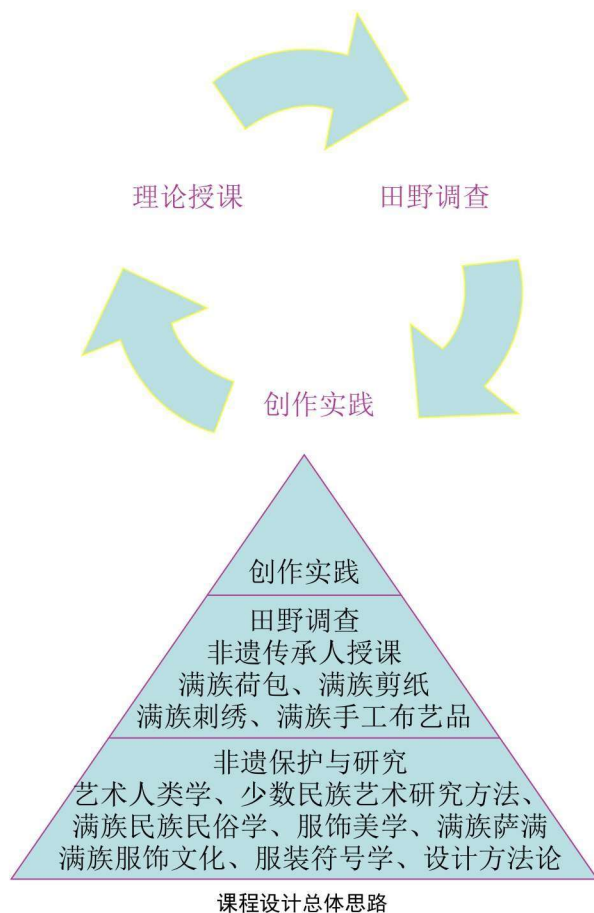 理论授课
田野调查
创作实践
创作实践
田野调查
非遗传承人授课
满族荷包、满族剪纸
满族刺绣、满族手工布艺品
非遗保护与研究
艺术人类学、少数民族艺术研究方法、
满族民族民俗学、服饰美学、满族萨满
满族服饰文化、服装符号学、设计方法论
课程设计总体思路